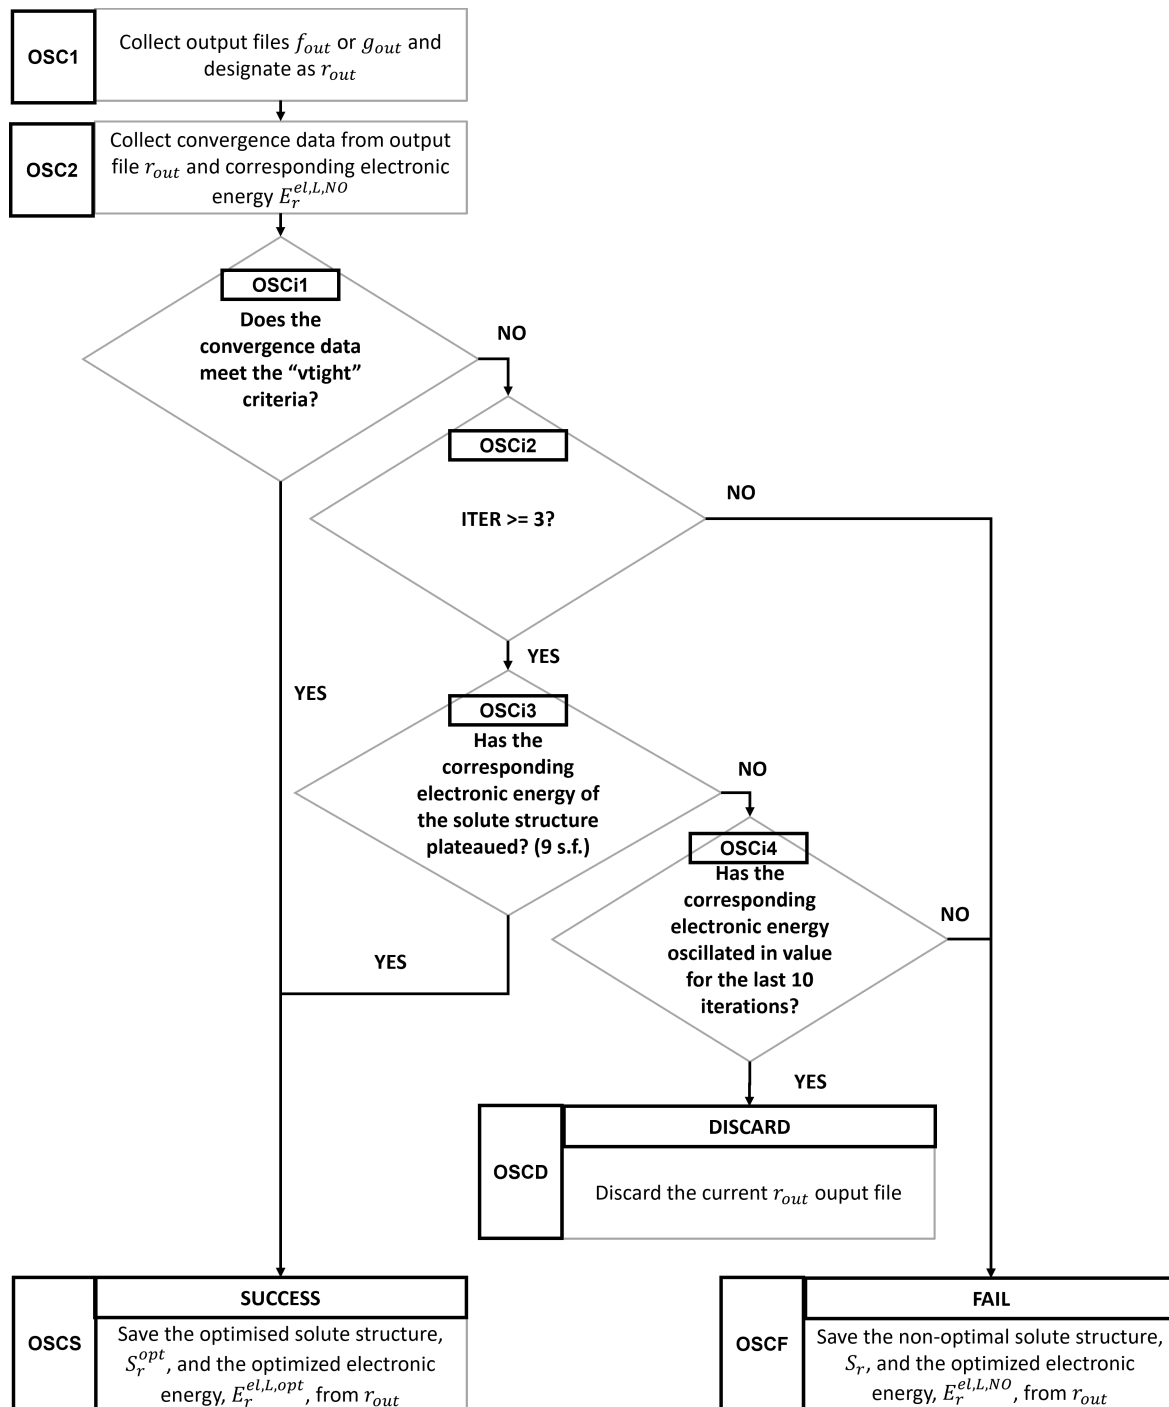 OSC1
Collect output files f_out or g_out and
designate as r_out
OSC2
Collect convergence data from output
file r_out and corresponding electronic
energy E_r^{el,L,NO}
OSCi1
Does the
convergence data
meet the “vtight”
criteria?
NO
OSCi2
ITER >= 3?
NO
YES
YES
OSCi3
Has the
corresponding
electronic energy of
the solute structure
plateaued? (9 s.f.)
NO
YES
OSCi4
Has the
corresponding
electronic energy
oscillated in value
for the last 10
iterations?
NO
YES
OSCD
DISCARD
Discard the current r_out ouput file
OSCS
SUCCESS
Save the optimised solute structure,
S_r^{opt}, and the optimized electronic
energy, E_r^{el,L,opt}, from r_out
OSCF
FAIL
Save the non-optimal solute structure,
S_r, and the optimized electronic
energy, E_r^{el,L,NO}, from r_out